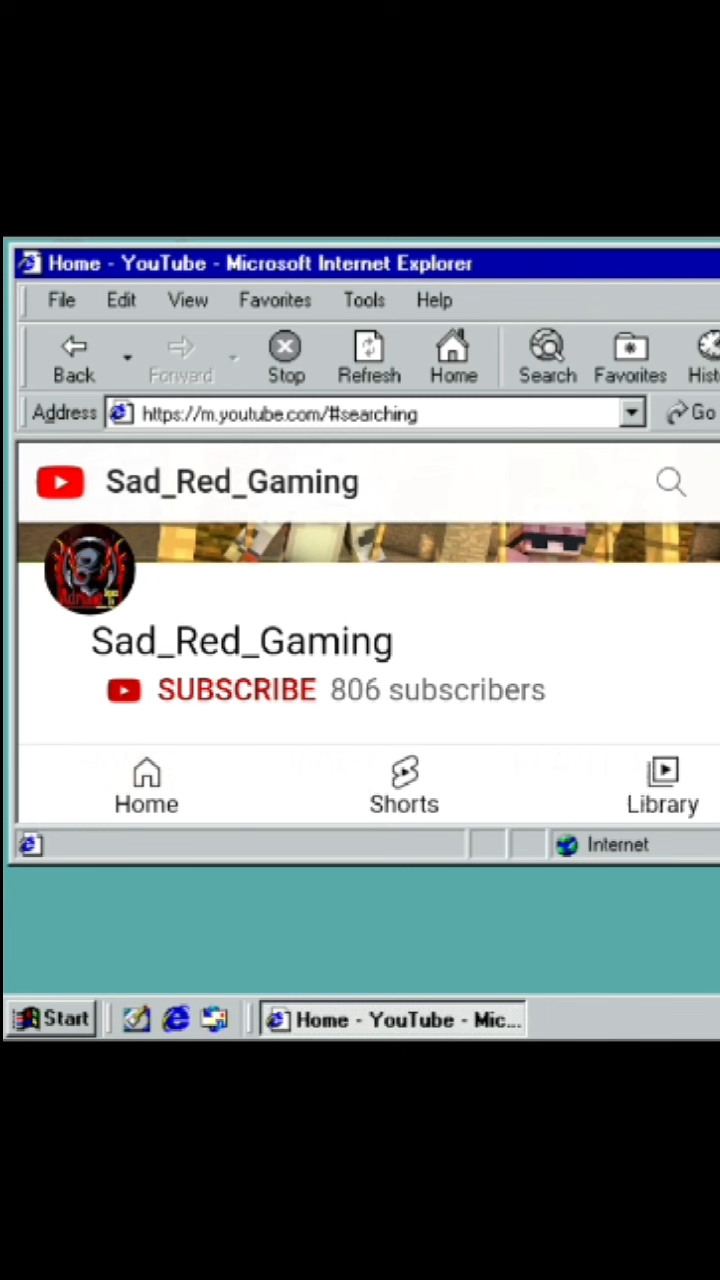 Home - YouTube - Microsoft Internet Explorer
File Edit View Favorites Tools Help
Back Forward Stop Refresh Home Search Favorites Hist
Address https://m.youtube.com/#searching Go
Sad_Red_Gaming
Sad_Red_Gaming
SUBSCRIBE 806 subscribers
Home Shorts Library
Internet
Start Home - YouTube - Mic...